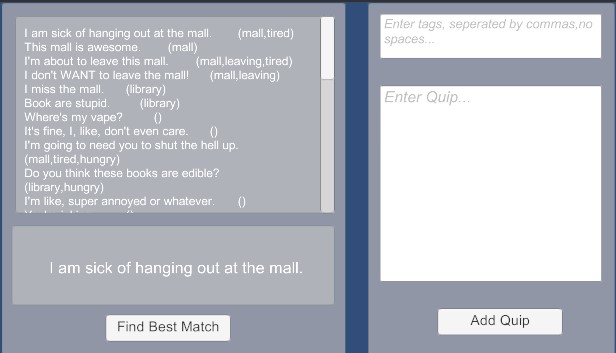 I am sick of hanging out at the mall. (mall,tired)
This mall is awesome. (mall)
I'm about to leave this mall. (mall,leaving,tired)
I don't WANT to leave the mall! (mall,leaving)
I miss the mall. (library)
Book are stupid. (library)
Where's my vape? ()
It's fine, I, like, don't even care. ()
I'm going to need you to shut the hell up.
(mall,tired,hungry)
Do you think these books are edible?
(library,hungry)
I'm like, super annoyed or whatever. ()
I am sick of hanging out at the mall.
Find Best Match
Enter tags, seperated by commas,no
spaces...
Enter Quip...
Add Quip